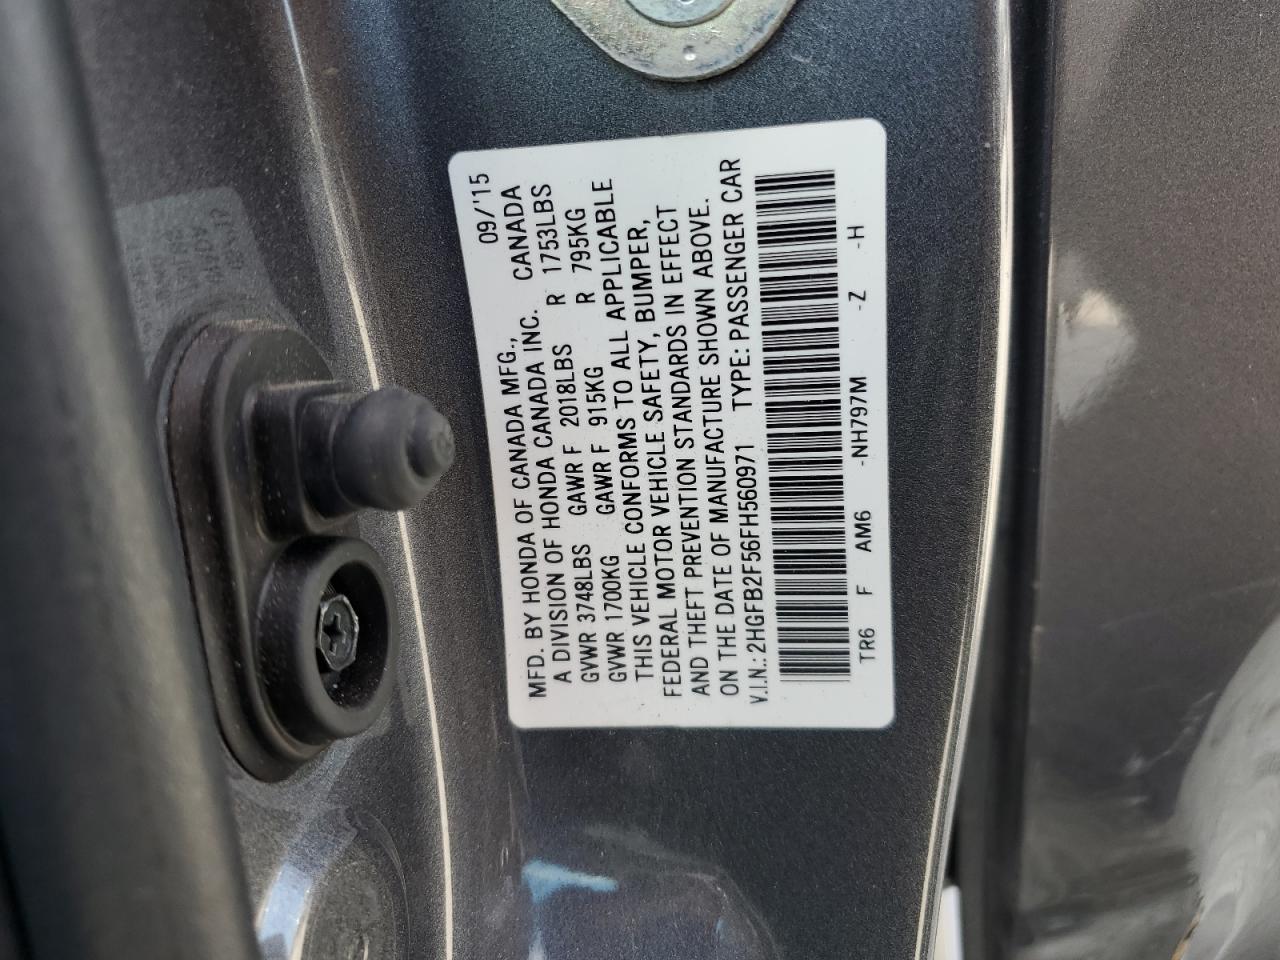 MFD. BY HONDA OF CANADA MFG., 09/'15
A DIVISION OF HONDA CANADA INC. CANADA
GVWR 3748LBS GAWR F 2018LBS R 1753LBS
GVWR 1700KG GAWR F 915KG R 795KG
THIS VEHICLE CONFORMS TO ALL APPLICABLE
FEDERAL MOTOR VEHICLE SAFETY, BUMPER,
AND THEFT PREVENTION STANDARDS IN EFFECT
ON THE DATE OF MANUFACTURE SHOWN ABOVE.
V.I.N.: 2HGFB2F56FH560971 TYPE: PASSENGER CAR
TR6 F AM6 -NH797M -Z -H